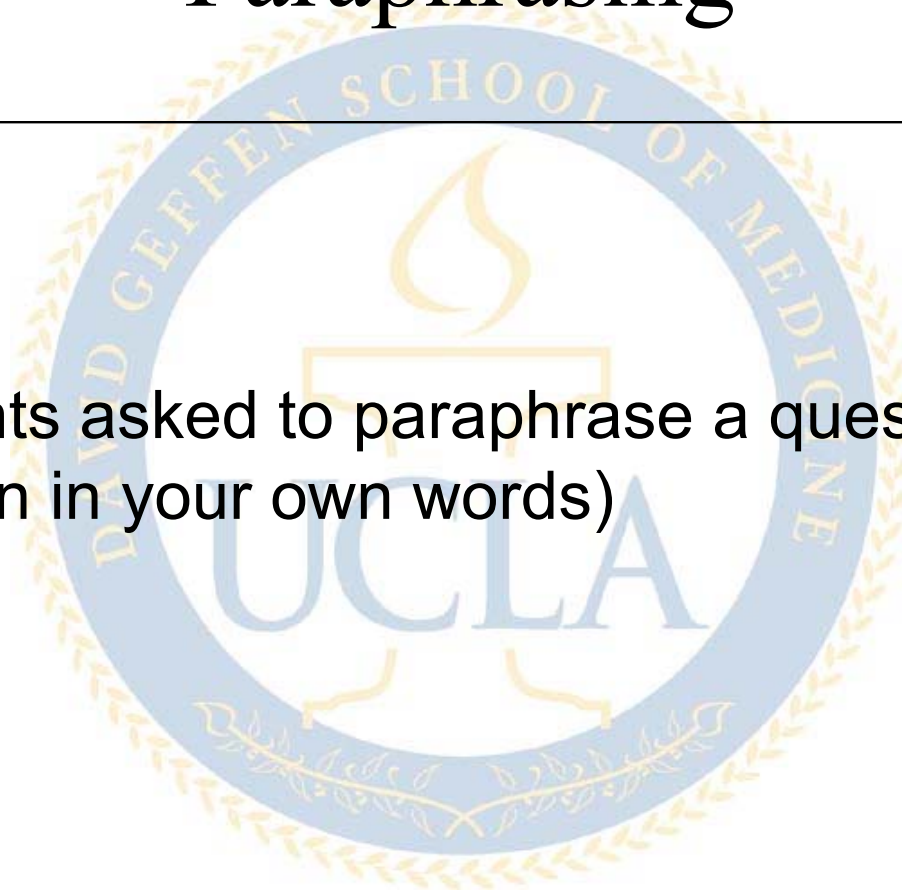 Paraphrasing
DAVID GEFFEN SCHOOL OF MEDICINE
nts asked to paraphrase a ques
n in your own words)
UCLA